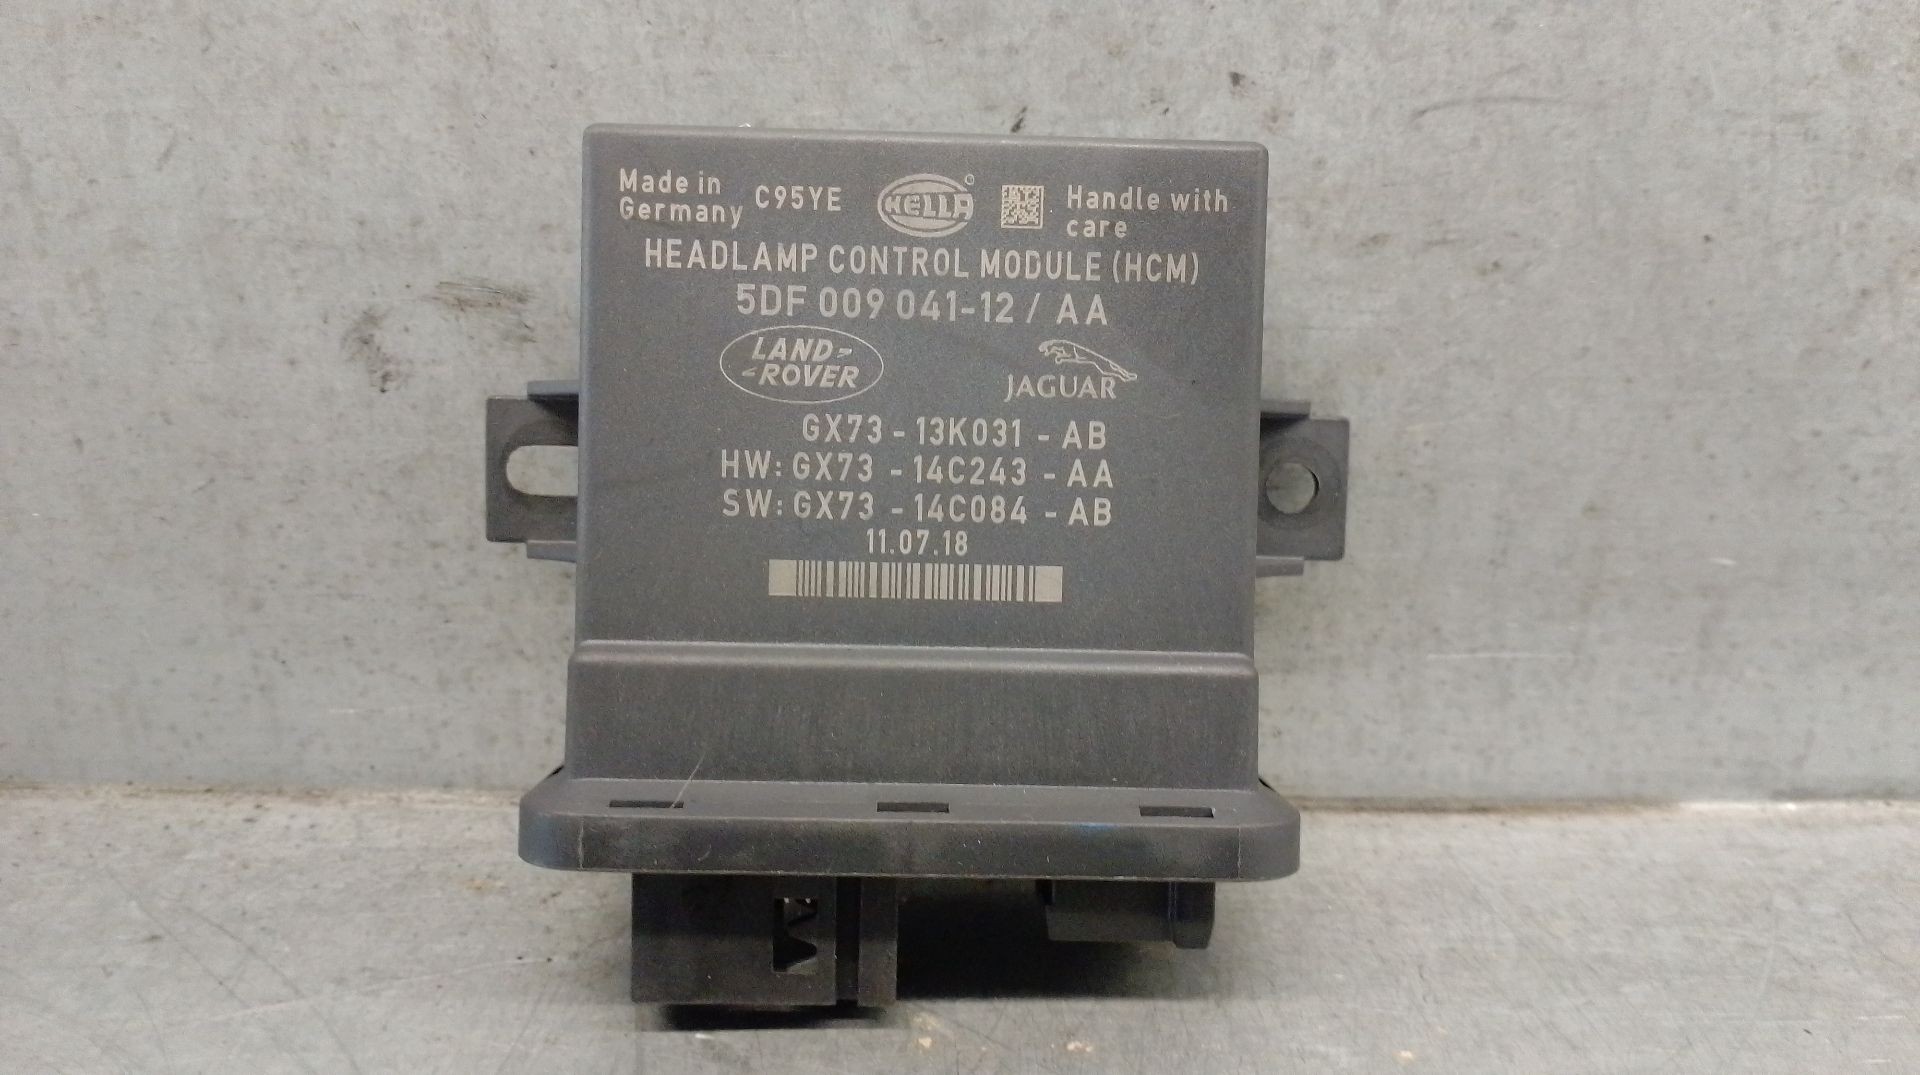 Made in
Germany
C95YE
HELLA
Handle with
care
HEADLAMP CONTROL MODULE (HCM)
5DF 009 041-12 / AA
LAND-
-ROVER
JAGUAR
GX73 - 13K031 - AB
HW: GX73 - 14C243 - AA
SW: GX73 - 14C084 - AB
11.07.18